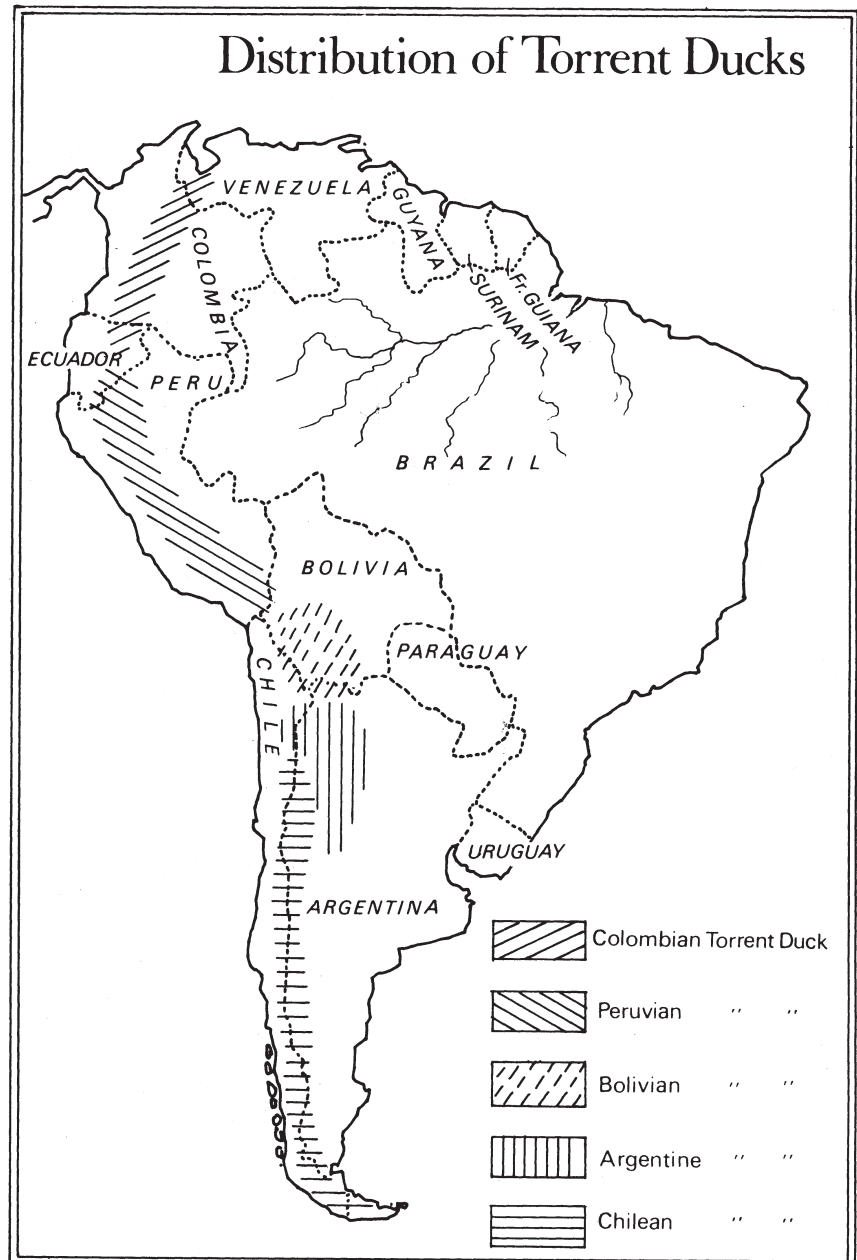 Distribution of Torrent Ducks
VENEZUELA
GUYANA
COLOMBIA
SURINAM
Fr. GUIANA
ECUADOR
PERU
BRAZIL
BOLIVIA
PARAGUAY
CHILE
URUGUAY
ARGENTINA
Colombian Torrent Duck
Peruvian " "
Bolivian " "
Argentine " "
Chilean " "